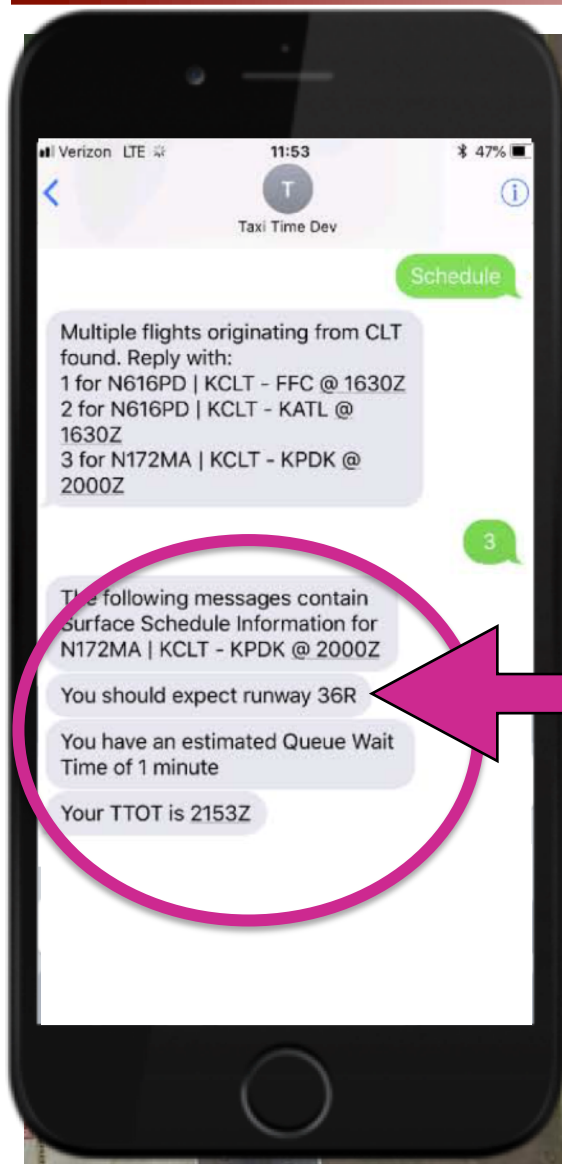 Verizon LTE 11:53 47%
T
Taxi Time Dev
Schedule
Multiple flights originating from CLT
found. Reply with:
1 for N616PD | KCLT - FFC @ 1630Z
2 for N616PD | KCLT - KATL @
1630Z
3 for N172MA | KCLT - KPDK @
2000Z
3
The following messages contain
Surface Schedule Information for
N172MA | KCLT - KPDK @ 2000Z
You should expect runway 36R
You have an estimated Queue Wait
Time of 1 minute
Your TTOT is 2153Z